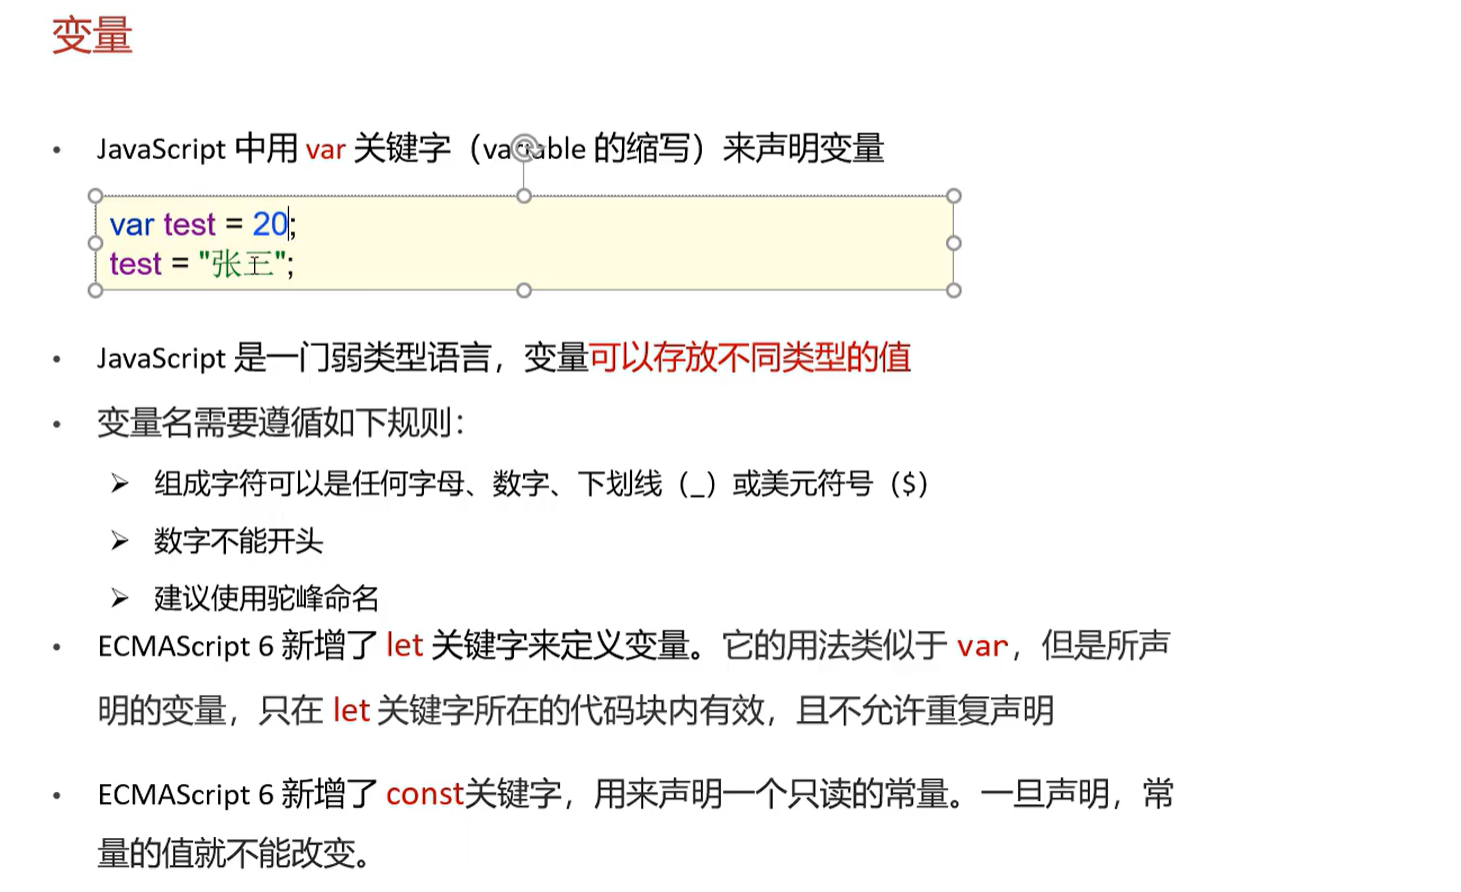 变量
• JavaScript 中用 var 关键字（variable 的缩写）来声明变量
var test = 20;
test = "张三";
• JavaScript 是一门弱类型语言，变量可以存放不同类型的值
• 变量名需要遵循如下规则：
➢ 组成字符可以是任何字母、数字、下划线（_）或美元符号（$）
➢ 数字不能开头
➢ 建议使用驼峰命名
• ECMAScript 6 新增了 let 关键字来定义变量。它的用法类似于 var，但是所声
明的变量，只在 let 关键字所在的代码块内有效，且不允许重复声明
• ECMAScript 6 新增了 const关键字，用来声明一个只读的常量。一旦声明，常
量的值就不能改变。